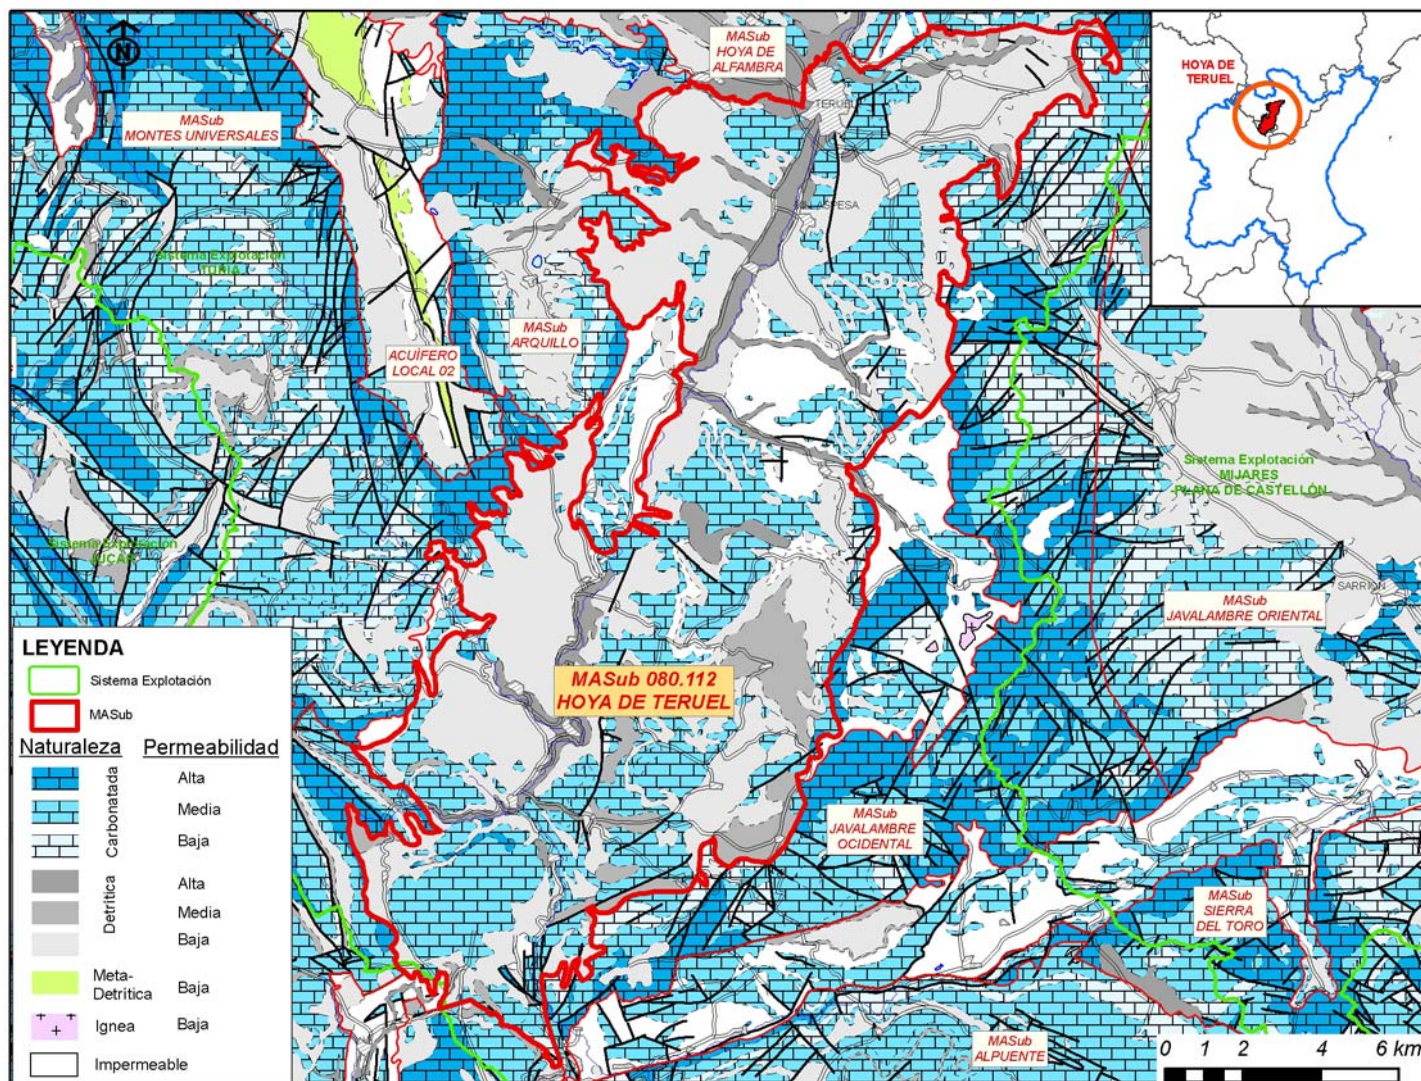 N
MASub
HOYA DE
ALFAMBRA
HOYA DE
TERUEL
TERUEL
MASub
MONTES UNIVERSALES
Sistema Explotación
TURIA
MASub
ARQUILLO
ACUÍFERO
LOCAL 02
Sistema Explotación
MIJARES
PLANA DE CASTELLÓN
Sistema Explotación
JUCAR
SARRIÓN
MASub
JAVALAMBRE ORIENTAL
MASub 080.112
HOYA DE TERUEL
MASub
JAVALAMBRE
OCCIDENTAL
MASub
SIERRA
DEL TORO
MASub
ALPUENTE
LEYENDA
Sistema Explotación
MASub
Naturaleza Permeabilidad
Carbonatada
Alta
Media
Baja
Detrítica
Alta
Media
Baja
Meta-
Detrítica Baja
Ignea Baja
Impermeable
0 1 2 4 6 km